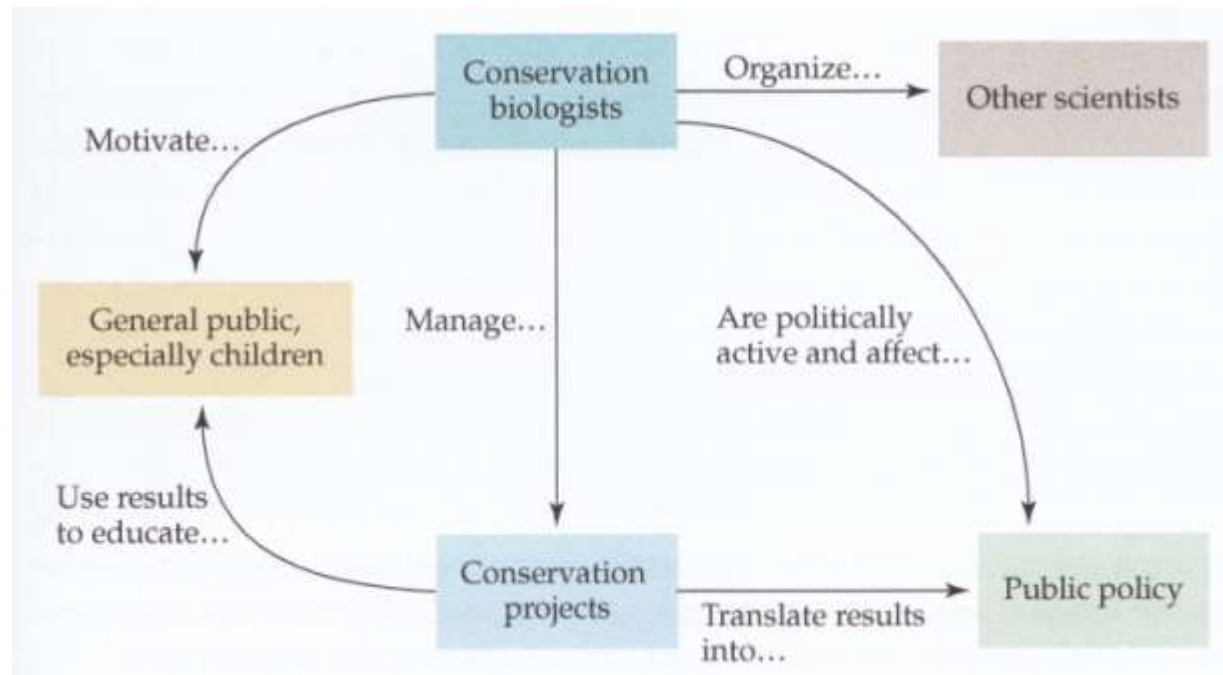 Conservation
biologists
Organize…
Other scientists
Motivate…
General public,
especially children
Manage…
Are politically
active and affect…
Use results
to educate…
Conservation
projects
Translate results
into…
Public policy